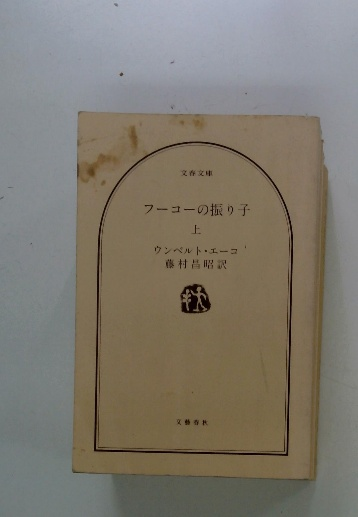 文春文庫
フーコーの振り子
上
ウンベルト・エーコ
藤村昌昭訳
文藝春秋